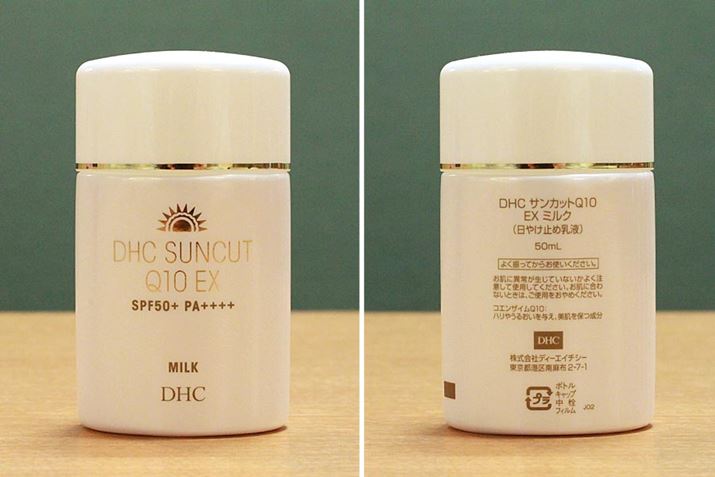 DHC SUNCUT
Q10 EX
SPF50+ PA++++
MILK
DHC
DHC サンカットQ10
EX ミルク
(日やけ止め乳液)
50mL
よく振ってからお使いください。
お肌に異常が生じていないかよく注
意して使用してください。お肌に合わ
ないときは、ご使用をおやめください。
コエンザイムQ10:
ハリやうるおいを与え、美肌を保つ成分
DHC
株式会社ディーエイチシー
東京都港区南麻布2-7-1
プラ
ボトル
キャップ
中 栓
フィルム
J02